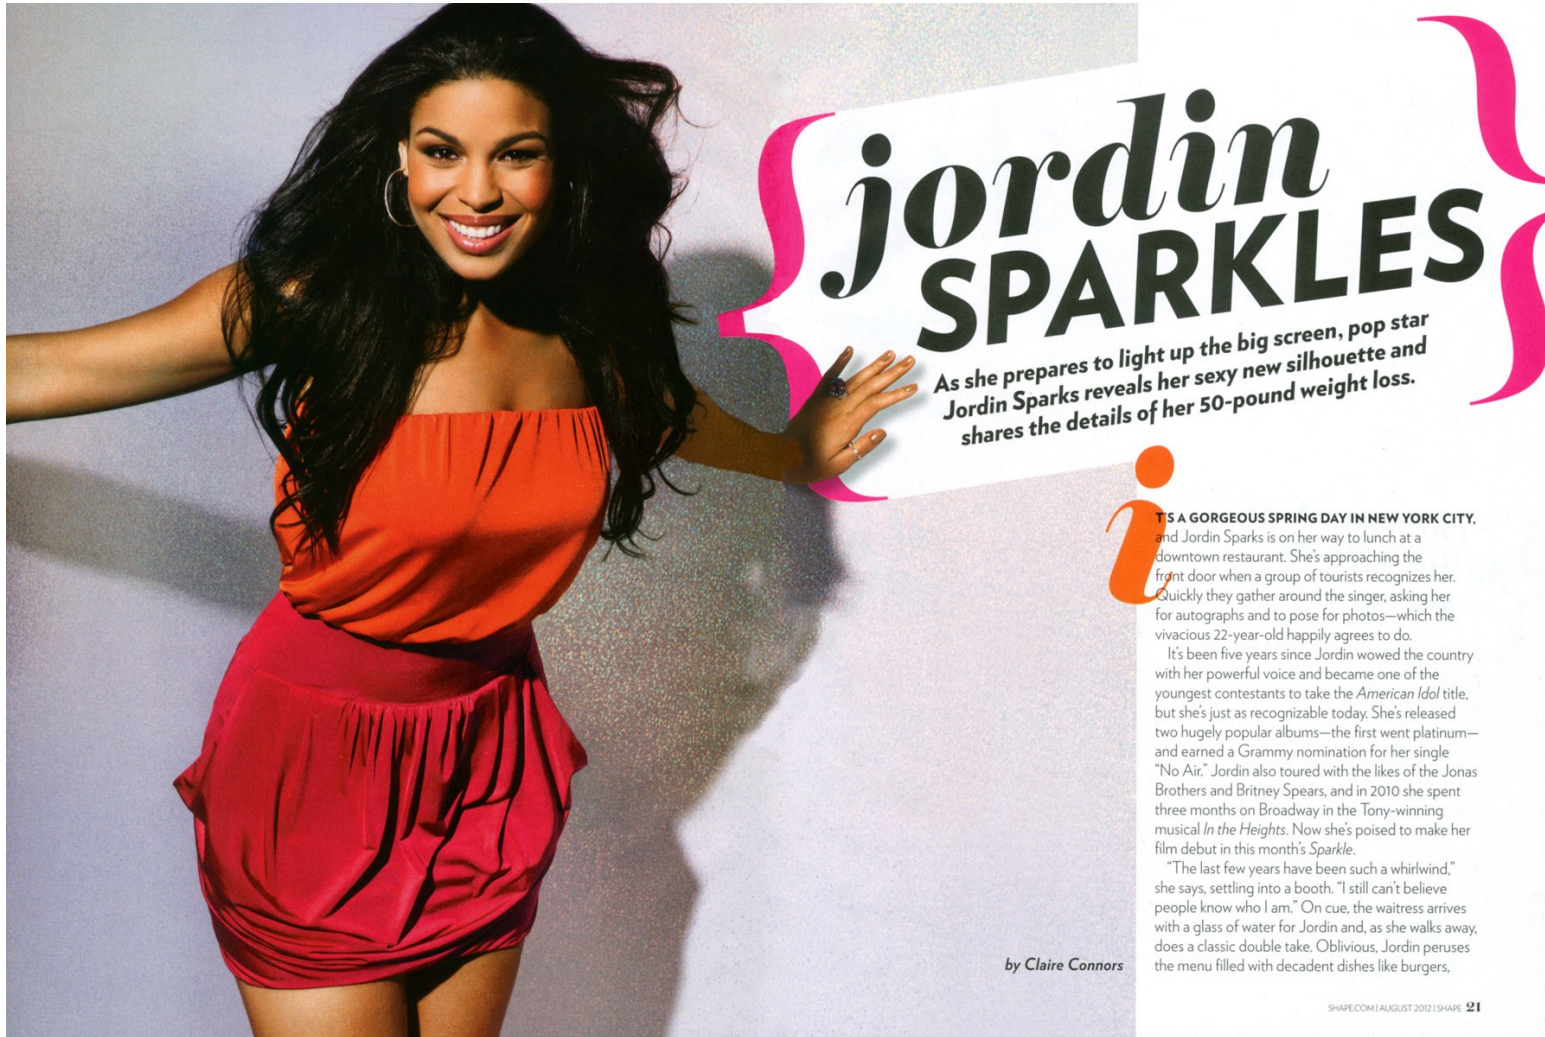 jordin
SPARKLES
As she prepares to light up the big screen, pop star
Jordin Sparks reveals her sexy new silhouette and
shares the details of her 50-pound weight loss.
iT'S A GORGEOUS SPRING DAY IN NEW YORK CITY,
and Jordin Sparks is on her way to lunch at a
downtown restaurant. She's approaching the
front door when a group of tourists recognizes her.
Quickly they gather around the singer, asking her
for autographs and to pose for photos—which the
vivacious 22-year-old happily agrees to do.
It's been five years since Jordin wowed the country
with her powerful voice and became one of the
youngest contestants to take the American Idol title,
but she's just as recognizable today. She's released
two hugely popular albums—the first went platinum—
and earned a Grammy nomination for her single
"No Air." Jordin also toured with the likes of the Jonas
Brothers and Britney Spears, and in 2010 she spent
three months on Broadway in the Tony-winning
musical In the Heights. Now she's poised to make her
film debut in this month's Sparkle.
"The last few years have been such a whirlwind,"
she says, settling into a booth. "I still can't believe
people know who I am." On cue, the waitress arrives
with a glass of water for Jordin and, as she walks away,
does a classic double take. Oblivious, Jordin peruses
the menu filled with decadent dishes like burgers,
by Claire Connors
SHAPE.COM | AUGUST 2012 | SHAPE 21